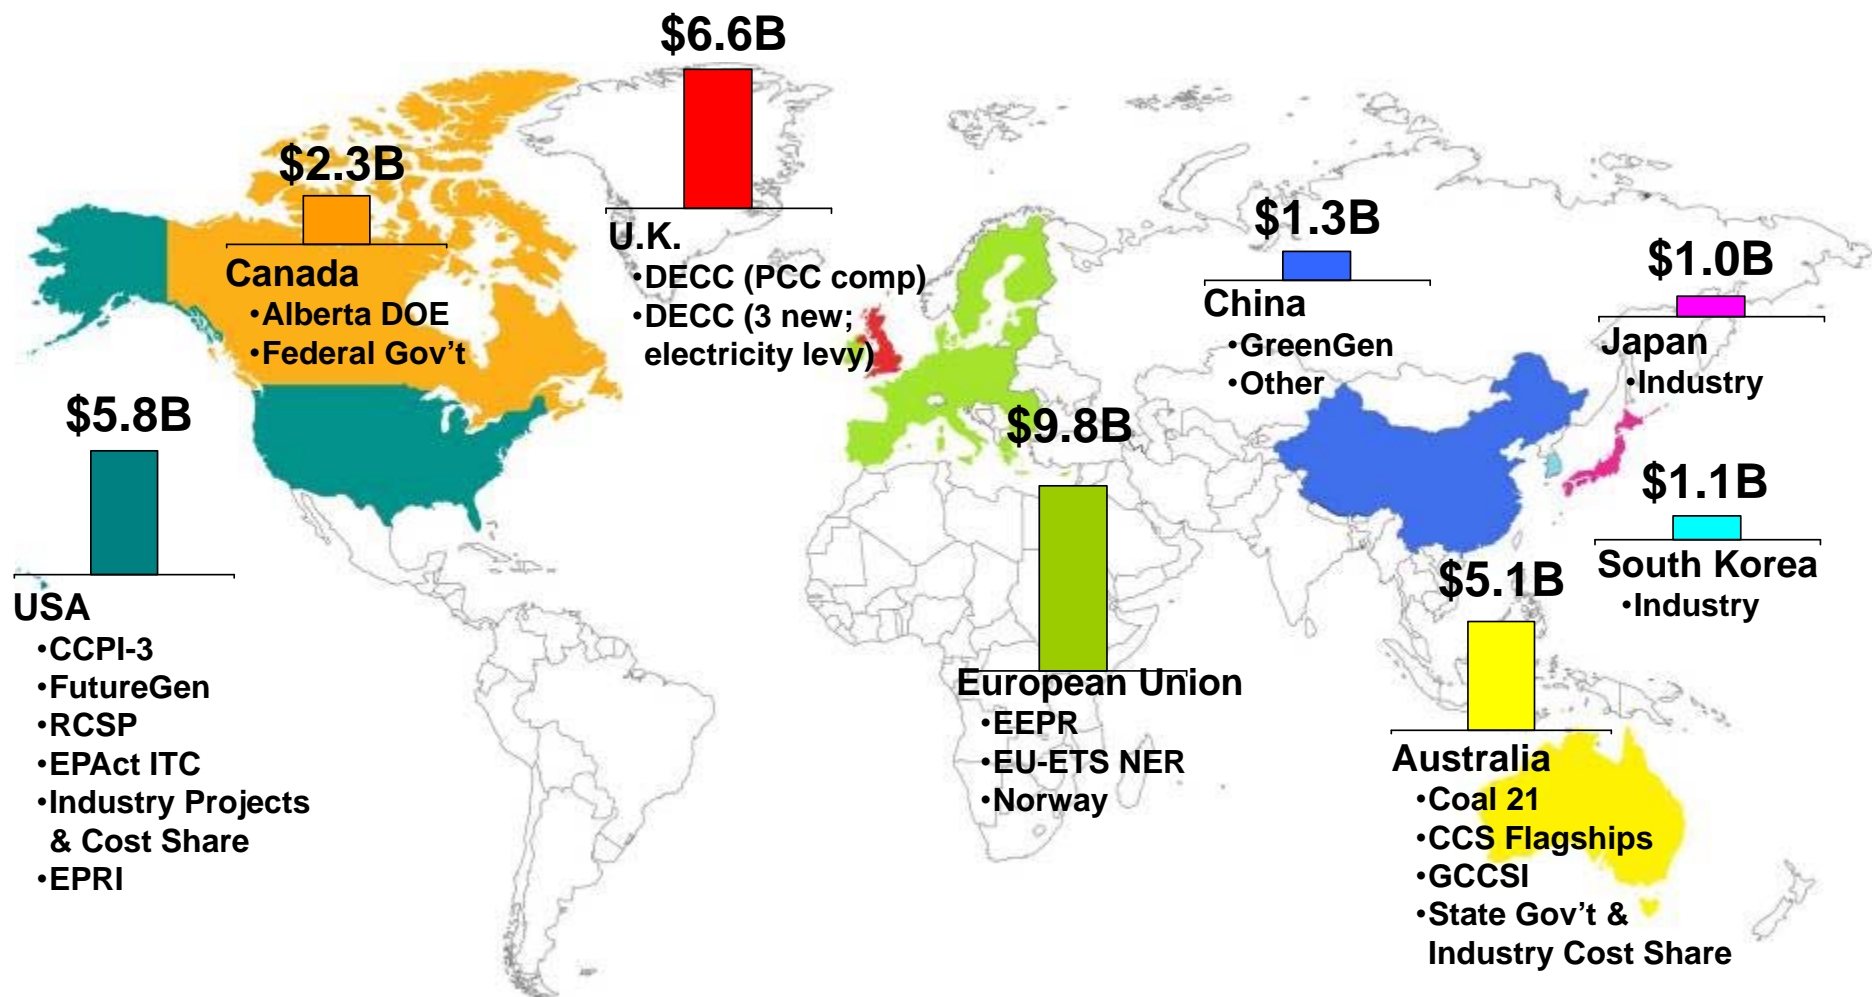 $6.6B
U.K.
•DECC (PCC comp)
•DECC (3 new;
electricity levy)
$2.3B
Canada
•Alberta DOE
•Federal Gov’t
$5.8B
USA
•CCPI-3
•FutureGen
•RCSP
•EPAct ITC
•Industry Projects
& Cost Share
•EPRI
$9.8B
European Union
•EEPR
•EU-ETS NER
•Norway
$1.3B
China
•GreenGen
•Other
$1.0B
Japan
•Industry
$1.1B
South Korea
•Industry
$5.1B
Australia
•Coal 21
•CCS Flagships
•GCCSI
•State Gov’t &
Industry Cost Share